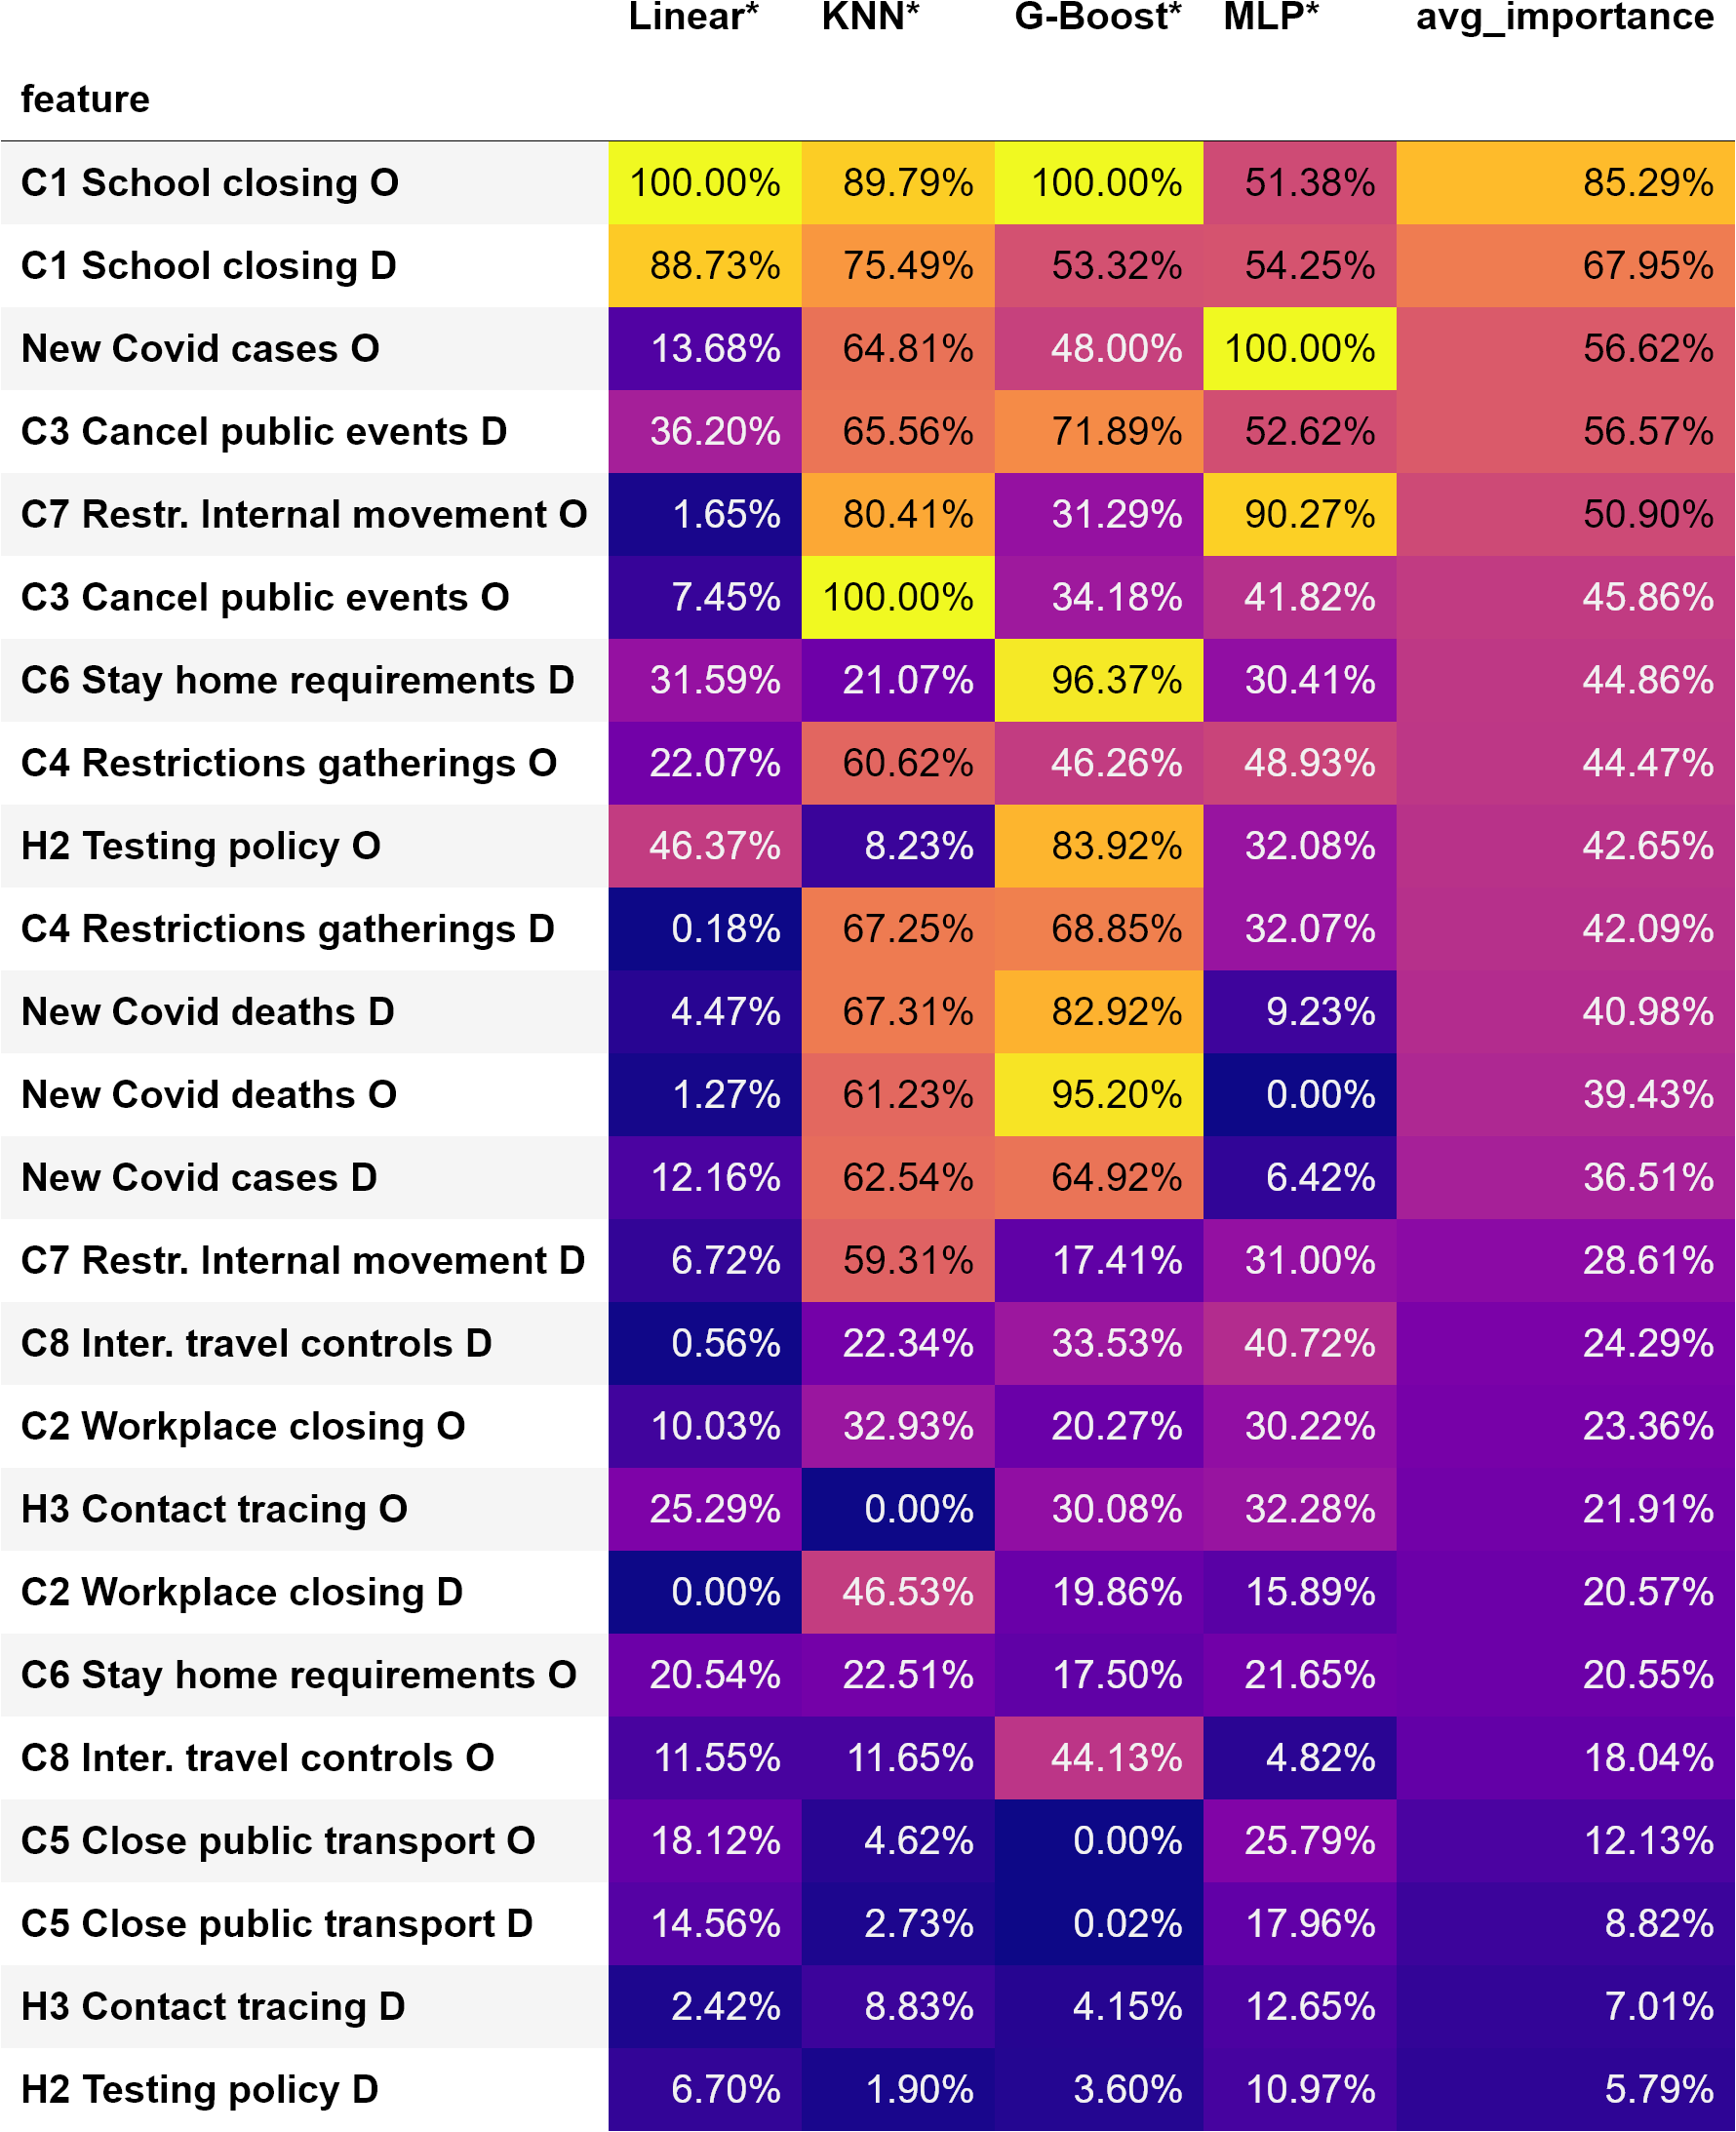 Linear* KNN* G-Boost* MLP* avg_importance
feature
C1 School closing O 100.00% 89.79% 100.00% 51.38% 85.29%
C1 School closing D 88.73% 75.49% 53.32% 54.25% 67.95%
New Covid cases O 13.68% 64.81% 48.00% 100.00% 56.62%
C3 Cancel public events D 36.20% 65.56% 71.89% 52.62% 56.57%
C7 Restr. Internal movement O 1.65% 80.41% 31.29% 90.27% 50.90%
C3 Cancel public events O 7.45% 100.00% 34.18% 41.82% 45.86%
C6 Stay home requirements D 31.59% 21.07% 96.37% 30.41% 44.86%
C4 Restrictions gatherings O 22.07% 60.62% 46.26% 48.93% 44.47%
H2 Testing policy O 46.37% 8.23% 83.92% 32.08% 42.65%
C4 Restrictions gatherings D 0.18% 67.25% 68.85% 32.07% 42.09%
New Covid deaths D 4.47% 67.31% 82.92% 9.23% 40.98%
New Covid deaths O 1.27% 61.23% 95.20% 0.00% 39.43%
New Covid cases D 12.16% 62.54% 64.92% 6.42% 36.51%
C7 Restr. Internal movement D 6.72% 59.31% 17.41% 31.00% 28.61%
C8 Inter. travel controls D 0.56% 22.34% 33.53% 40.72% 24.29%
C2 Workplace closing O 10.03% 32.93% 20.27% 30.22% 23.36%
H3 Contact tracing O 25.29% 0.00% 30.08% 32.28% 21.91%
C2 Workplace closing D 0.00% 46.53% 19.86% 15.89% 20.57%
C6 Stay home requirements O 20.54% 22.51% 17.50% 21.65% 20.55%
C8 Inter. travel controls O 11.55% 11.65% 44.13% 4.82% 18.04%
C5 Close public transport O 18.12% 4.62% 0.00% 25.79% 12.13%
C5 Close public transport D 14.56% 2.73% 0.02% 17.96% 8.82%
H3 Contact tracing D 2.42% 8.83% 4.15% 12.65% 7.01%
H2 Testing policy D 6.70% 1.90% 3.60% 10.97% 5.79%